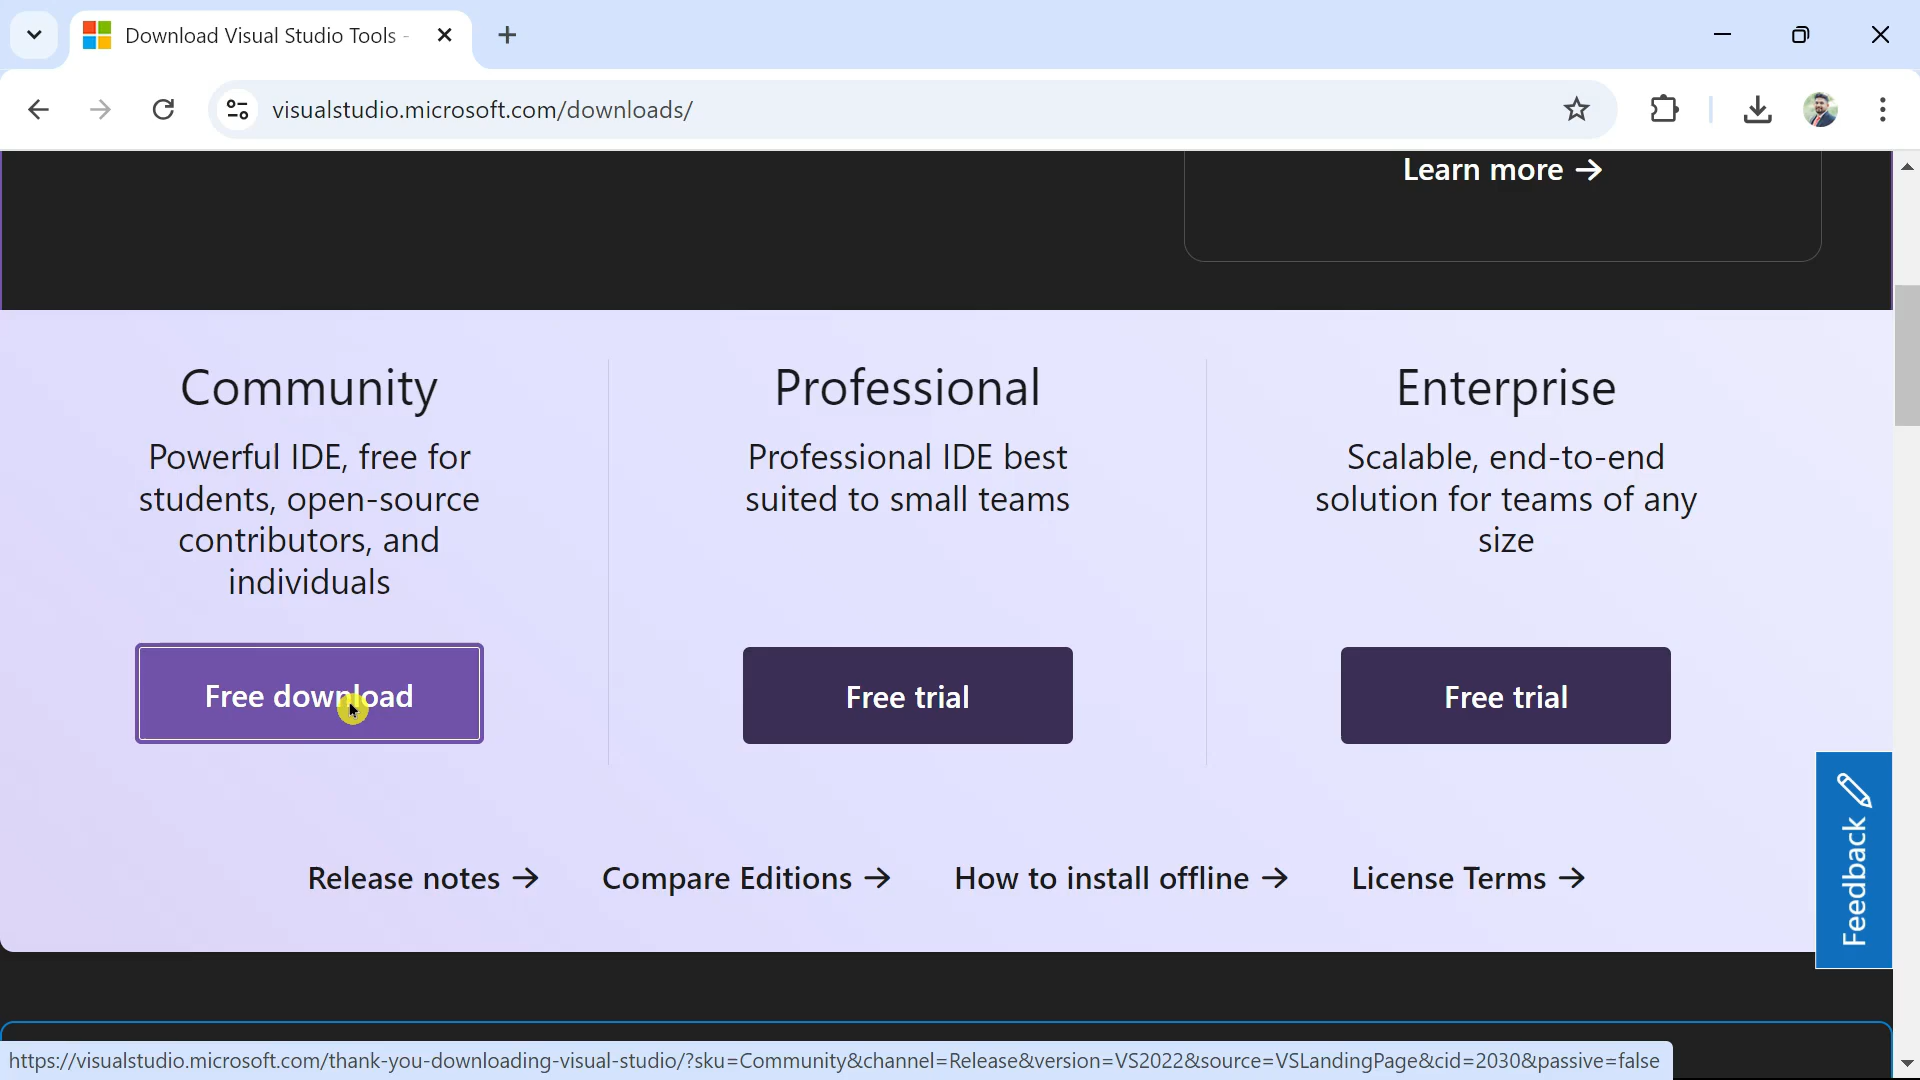 Download Visual Studio Tools -
visualstudio.microsoft.com/downloads/
Learn more →
Community
Powerful IDE, free for
students, open-source
contributors, and
individuals
Free download
Professional
Professional IDE best
suited to small teams
Free trial
Enterprise
Scalable, end-to-end
solution for teams of any
size
Free trial
Release notes → Compare Editions → How to install offline → License Terms →
Feedback
https://visualstudio.microsoft.com/thank-you-downloading-visual-studio/?sku=Community&channel=Release&version=VS2022&source=VSLandingPage&cid=2030&passive=false